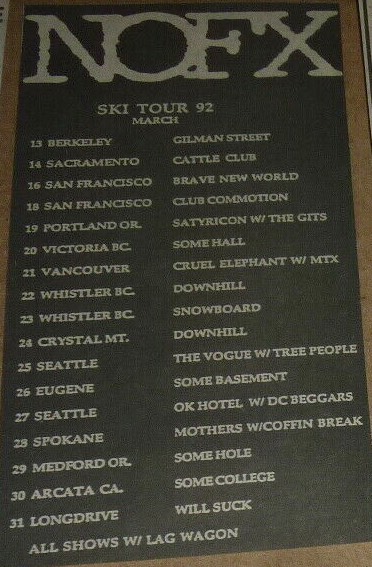 NOFX
SKI TOUR 92
MARCH
13 BERKELEY GILMAN STREET
14 SACRAMENTO CATTLE CLUB
16 SAN FRANCISCO BRAVE NEW WORLD
18 SAN FRANCISCO CLUB COMMOTION
19 PORTLAND OR. SATYRICON W/ THE GITS
20 VICTORIA BC. SOME HALL
21 VANCOUVER CRUEL ELEPHANT W/ MTX
22 WHISTLER BC. DOWNHILL
23 WHISTLER BC. SNOWBOARD
24 CRYSTAL MT. DOWNHILL
25 SEATTLE THE VOGUE W/ TREE PEOPLE
26 EUGENE SOME BASEMENT
27 SEATTLE OK HOTEL W/ DC BEGGARS
28 SPOKANE MOTHERS W/COFFIN BREAK
29 MEDFORD OR. SOME HOLE
30 ARCATA CA. SOME COLLEGE
31 LONGDRIVE WILL SUCK
ALL SHOWS W/ LAG WAGON